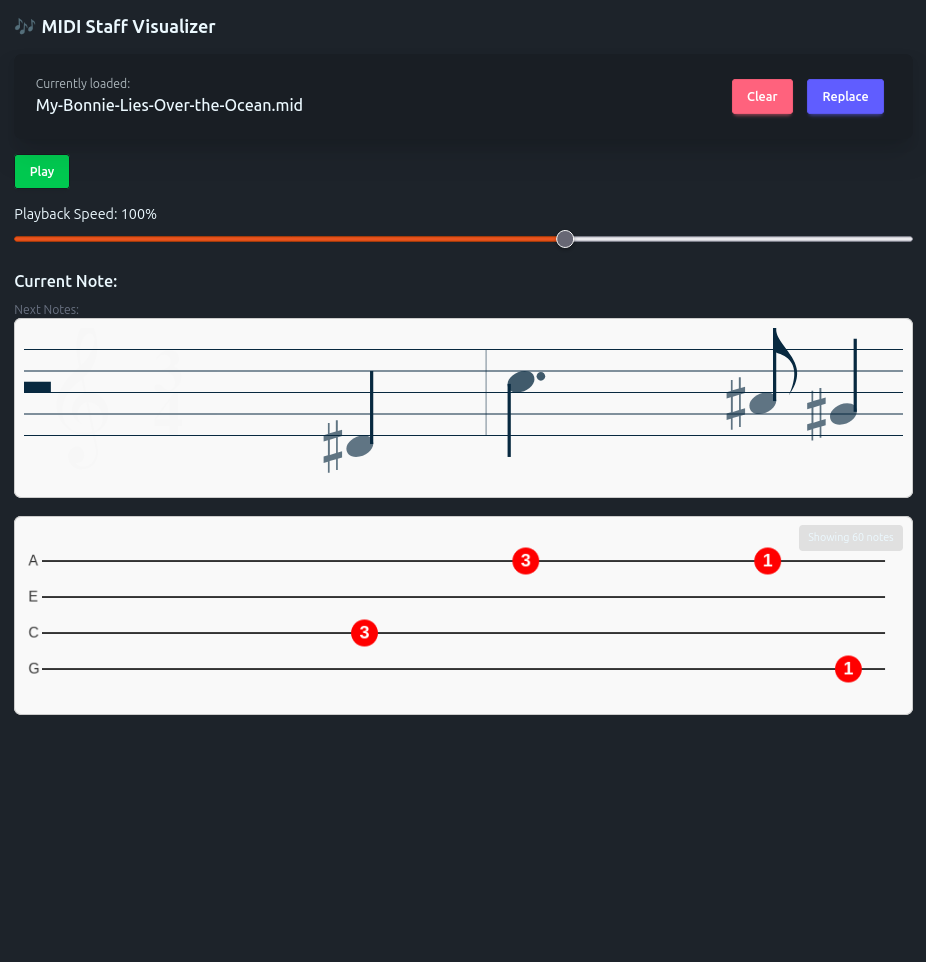 🎶 MIDI Staff Visualizer
Currently loaded:
My-Bonnie-Lies-Over-the-Ocean.mid
Clear
Replace
Play
Playback Speed: 100%
Current Note:
Next Notes:
Showing 60 notes
A 3 1
E
C 3
G 1